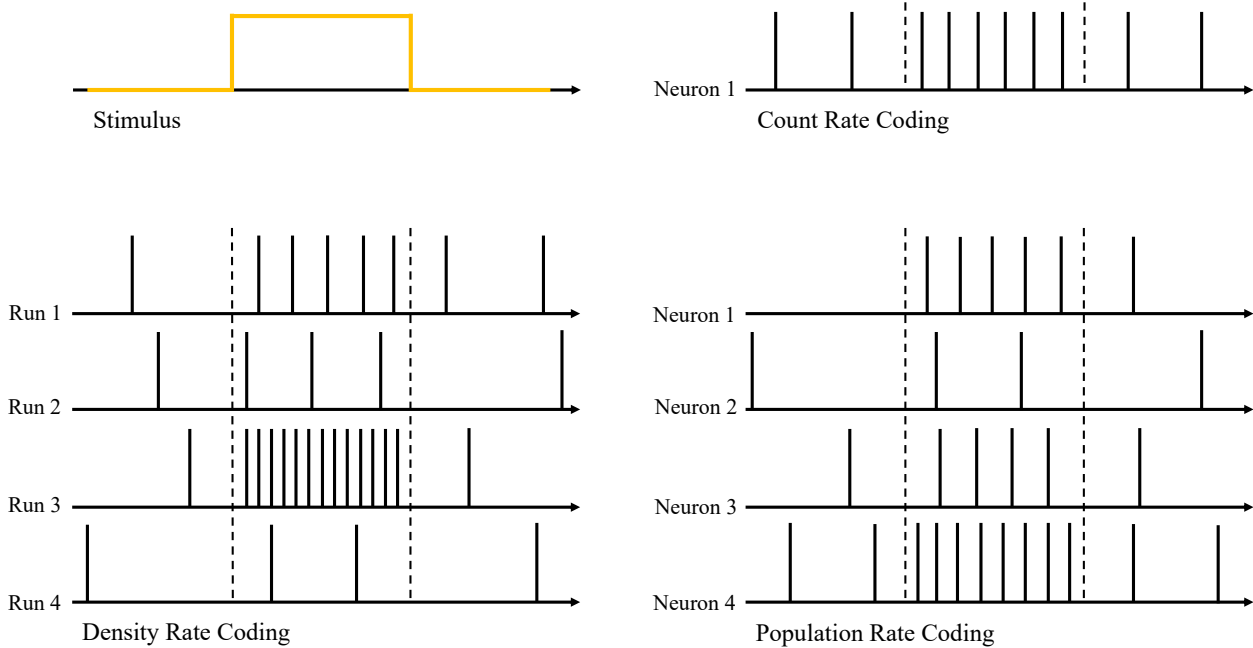 Stimulus
Neuron 1
Count Rate Coding
Run 1
Run 2
Run 3
Run 4
Density Rate Coding
Neuron 1
Neuron 2
Neuron 3
Neuron 4
Population Rate Coding